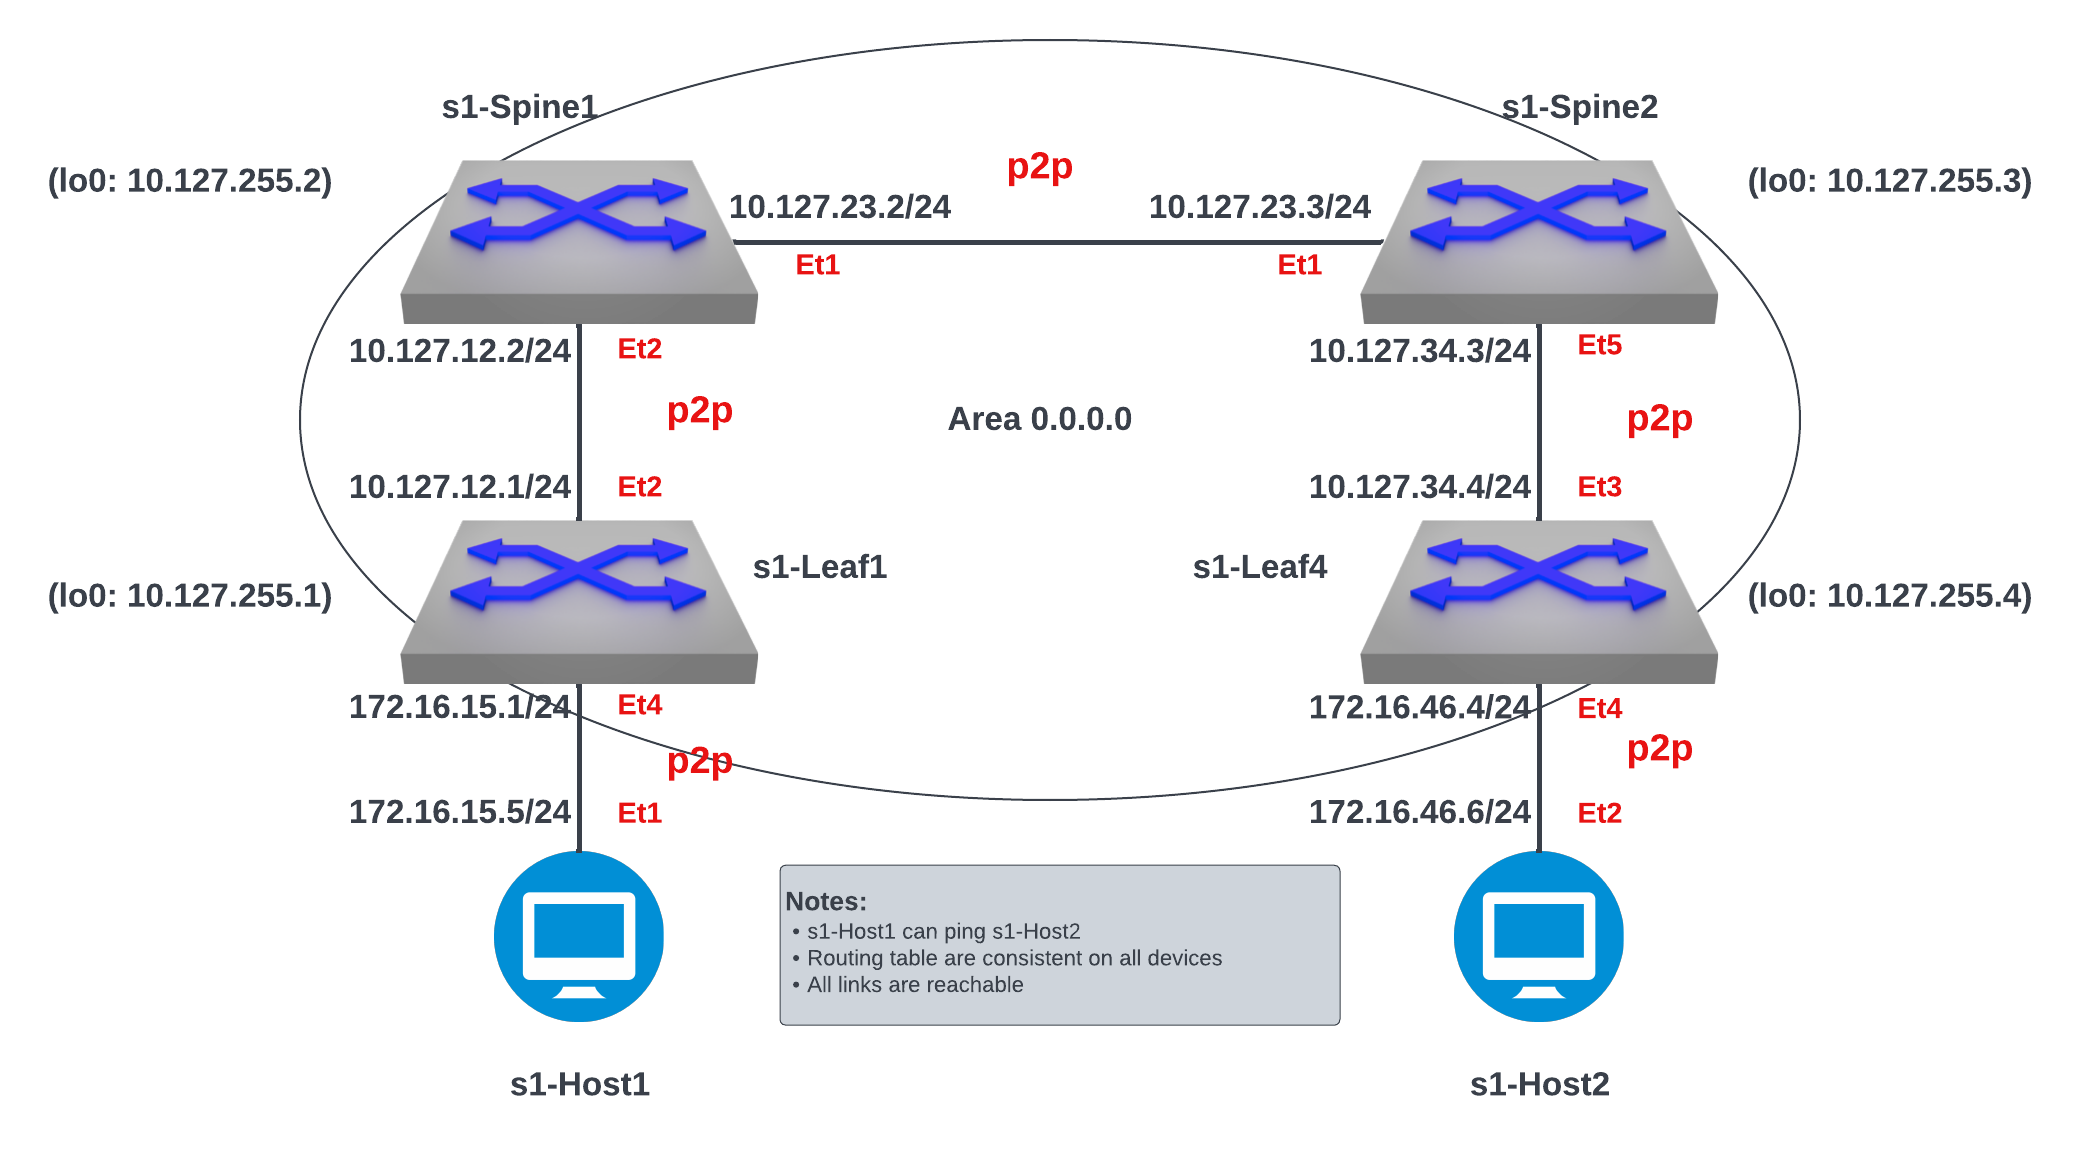 s1-Spine1
s1-Spine2
(lo0: 10.127.255.2)
p2p
(lo0: 10.127.255.3)
10.127.23.2/24
10.127.23.3/24
Et1
Et1
10.127.12.2/24
Et2
10.127.34.3/24
Et5
p2p
Area 0.0.0.0
p2p
10.127.12.1/24
Et2
10.127.34.4/24
Et3
s1-Leaf1
s1-Leaf4
(lo0: 10.127.255.1)
(lo0: 10.127.255.4)
172.16.15.1/24
Et4
172.16.46.4/24
Et4
p2p
p2p
172.16.15.5/24
Et1
172.16.46.6/24
Et2
Notes:
• s1-Host1 can ping s1-Host2
• Routing table are consistent on all devices
• All links are reachable
s1-Host1
s1-Host2